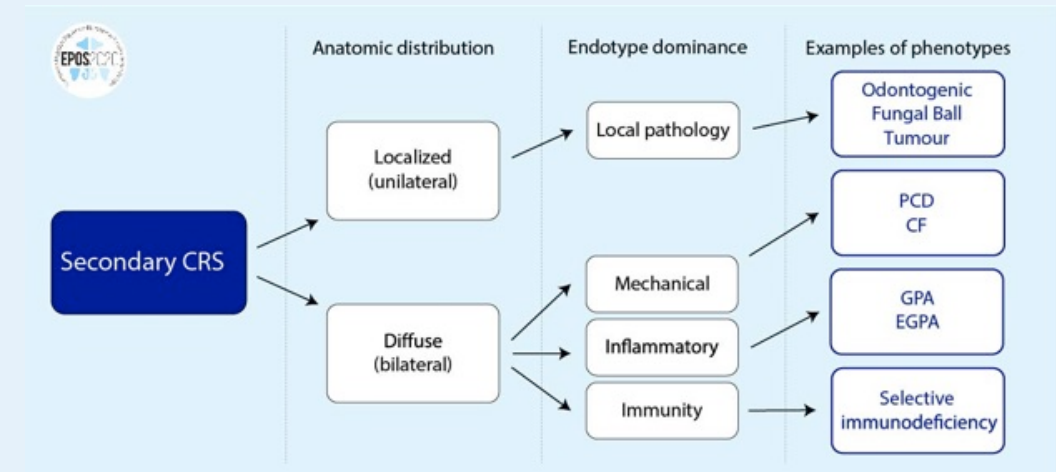 EPOS2020
Anatomic distribution
Endotype dominance
Examples of phenotypes
Secondary CRS
Localized
(unilateral)
Diffuse
(bilateral)
Local pathology
Mechanical
Inflammatory
Immunity
Odontogenic
Fungal Ball
Tumour
PCD
CF
GPA
EGPA
Selective
immunodeficiency